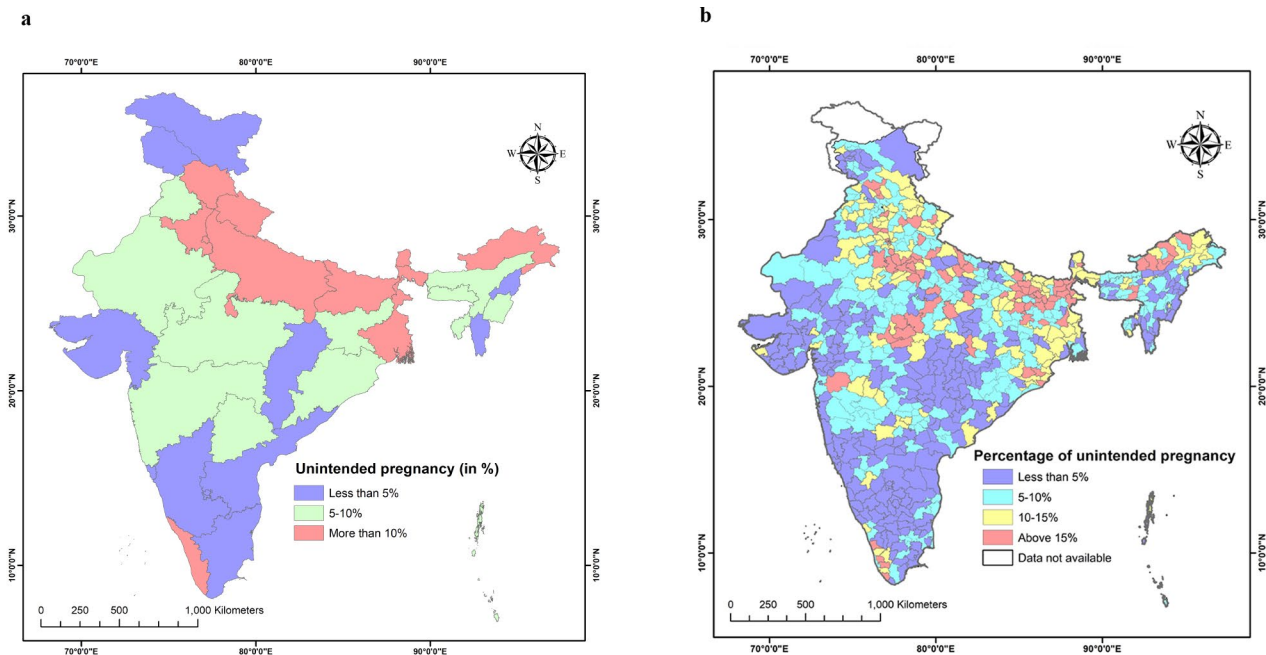 a
70°0'0"E 80°0'0"E 90°0'0"E
N
W E
S
30°0'0"N 30°0'0"N
20°0'0"N 20°0'0"N
10°0'0"N 10°0'0"N
Unintended pregnancy (in %)
Less than 5%
5-10%
More than 10%
0 250 500 1,000 Kilometers
70°0'0"E 80°0'0"E 90°0'0"E
b
70°0'0"E 80°0'0"E 90°0'0"E
N
W E
S
30°0'0"N 30°0'0"N
20°0'0"N 20°0'0"N
10°0'0"N 10°0'0"N
Percentage of unintended pregnancy
Less than 5%
5-10%
10-15%
Above 15%
Data not available
0 250 500 1,000 Kilometers
70°0'0"E 80°0'0"E 90°0'0"E